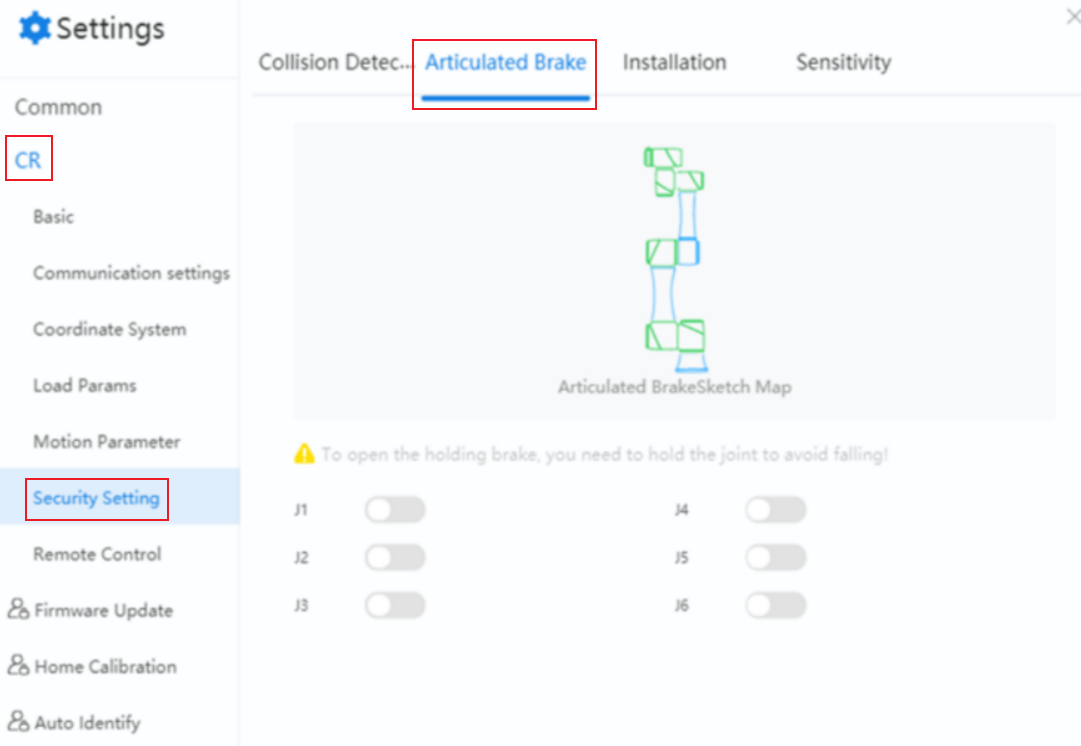 Settings
Common
CR
Basic
Communication settings
Coordinate System
Load Params
Motion Parameter
Security Setting
Remote Control
Firmware Update
Home Calibration
Auto Identify
Collision Detec... Articulated Brake Installation Sensitivity
Articulated BrakeSketch Map
To open the holding brake, you need to hold the joint to avoid falling!
J1 J4
J2 J5
J3 J6